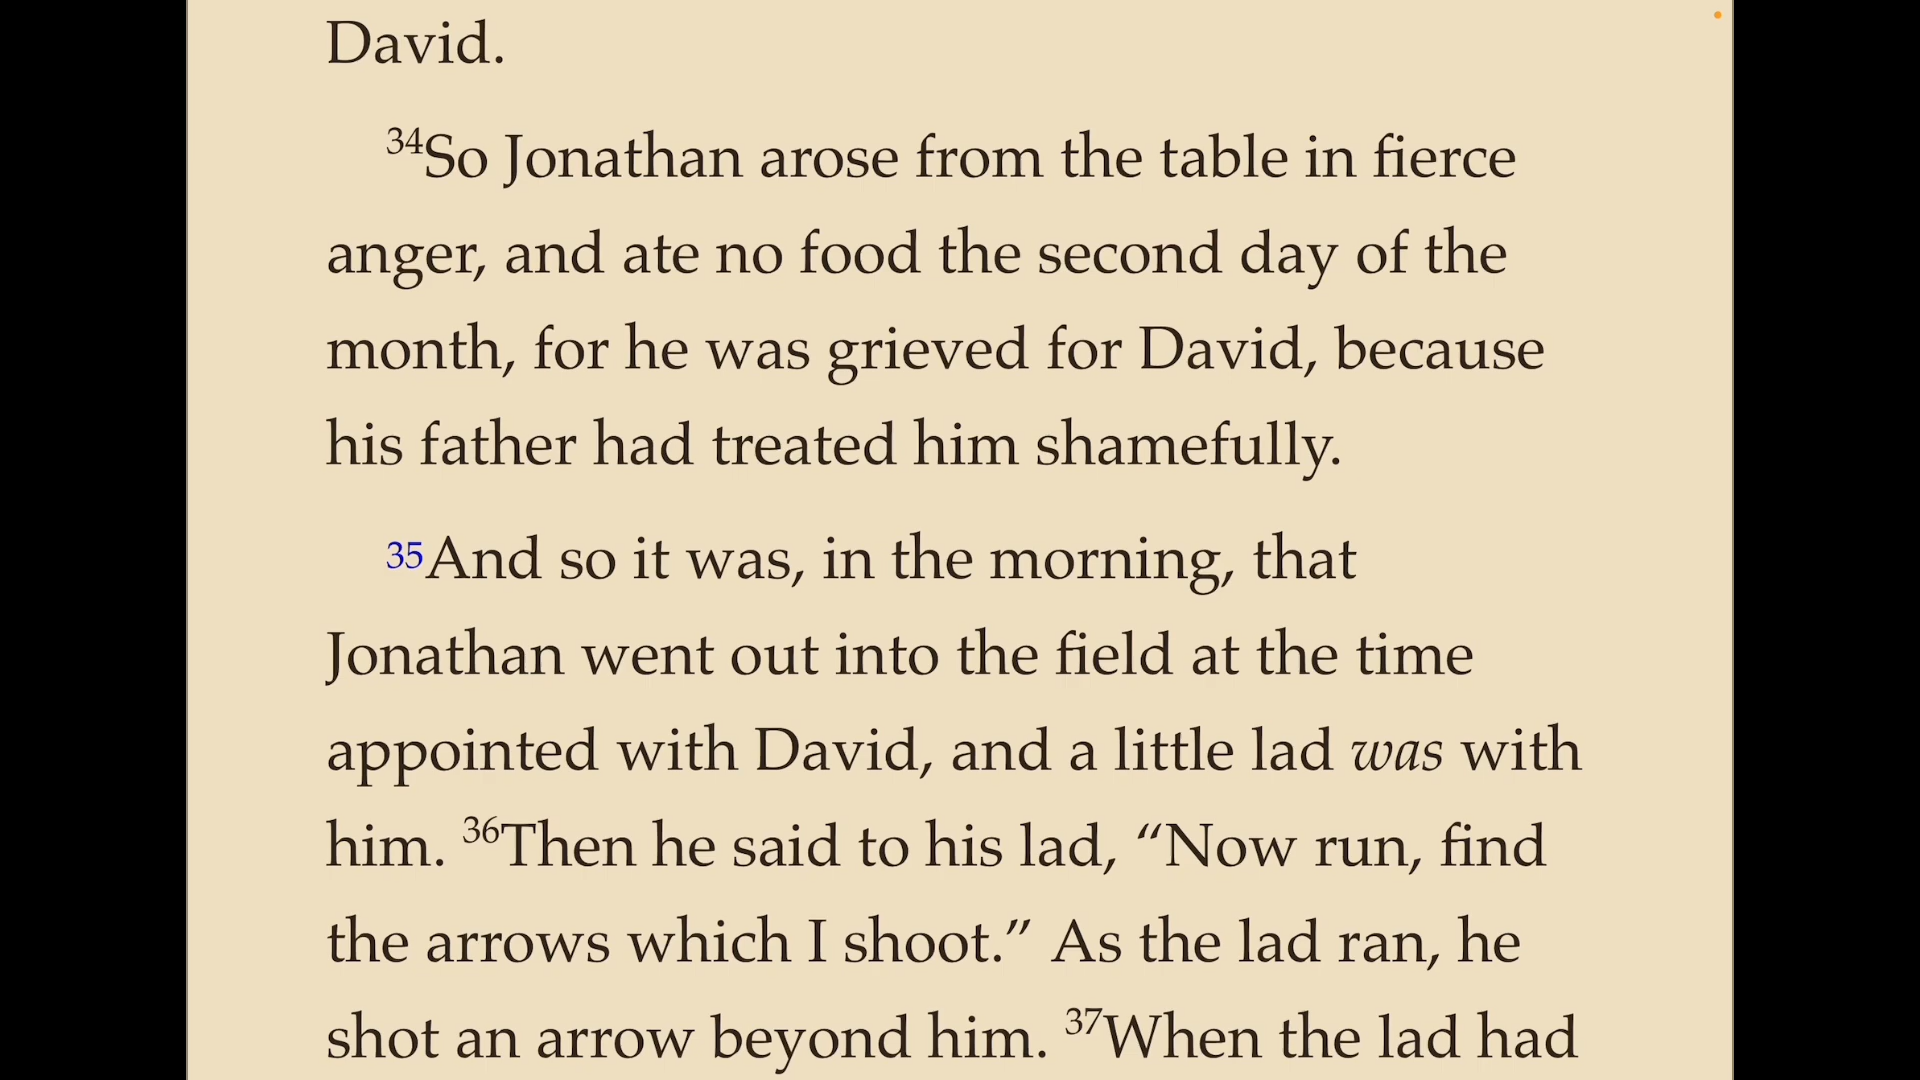 David.
34So Jonathan arose from the table in fierce
anger, and ate no food the second day of the
month, for he was grieved for David, because
his father had treated him shamefully.
35And so it was, in the morning, that
Jonathan went out into the field at the time
appointed with David, and a little lad was with
him. 36Then he said to his lad, “Now run, find
the arrows which I shoot.” As the lad ran, he
shot an arrow beyond him. 37When the lad had